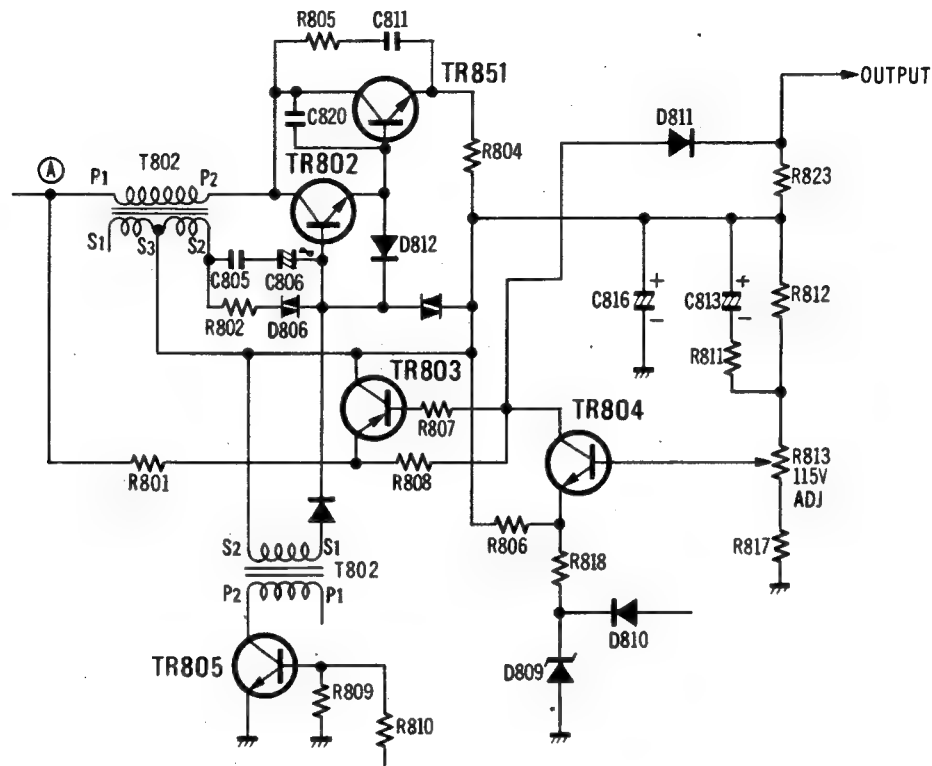 R805
C811
TR851
OUTPUT
C820
D811
T802
TR802
R804
R823
A
P1
P2
S1
S3
S2
D812
C805
C806
C816
C813
R812
R802
D806
R811
TR803
R807
TR804
R813
115V
ADJ
R801
R808
R806
R818
R817
S2
S1
T802
P2
P1
D810
TR805
D809
R809
R810